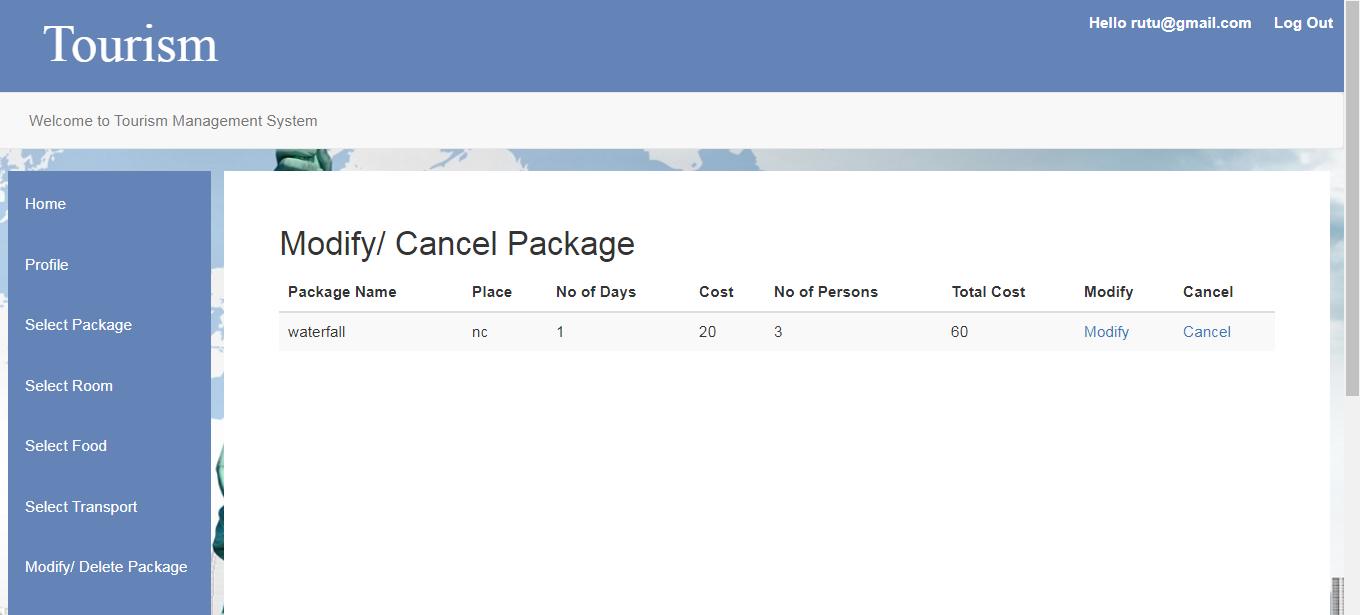 Tourism
Hello rutu@gmail.com Log Out
Welcome to Tourism Management System
Home
Profile
Select Package
Select Room
Select Food
Select Transport
Modify/ Delete Package
Modify/ Cancel Package
Package Name Place No of Days Cost No of Persons Total Cost Modify Cancel
waterfall nc 1 20 3 60 Modify Cancel